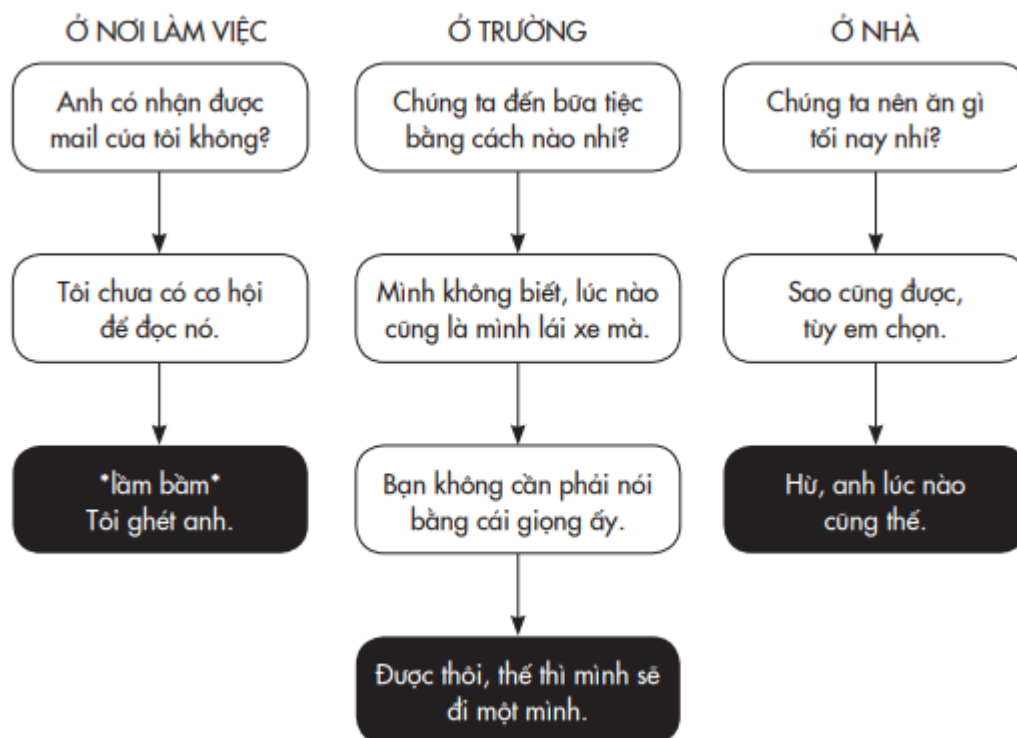 Ở NƠI LÀM VIỆC
Anh có nhận được
mail của tôi không?
Tôi chưa có cơ hội
để đọc nó.
*lầm bầm*
Tôi ghét anh.
Ở TRƯỜNG
Chúng ta đến bữa tiệc
bằng cách nào nhỉ?
Mình không biết, lúc nào
cũng là mình lái xe mà.
Bạn không cần phải nói
bằng cái giọng ấy.
Được thôi, thế thì mình sẽ
đi một mình.
Ở NHÀ
Chúng ta nên ăn gì
tối nay nhỉ?
Sao cũng được,
tùy em chọn.
Hừ, anh lúc nào
cũng thế.